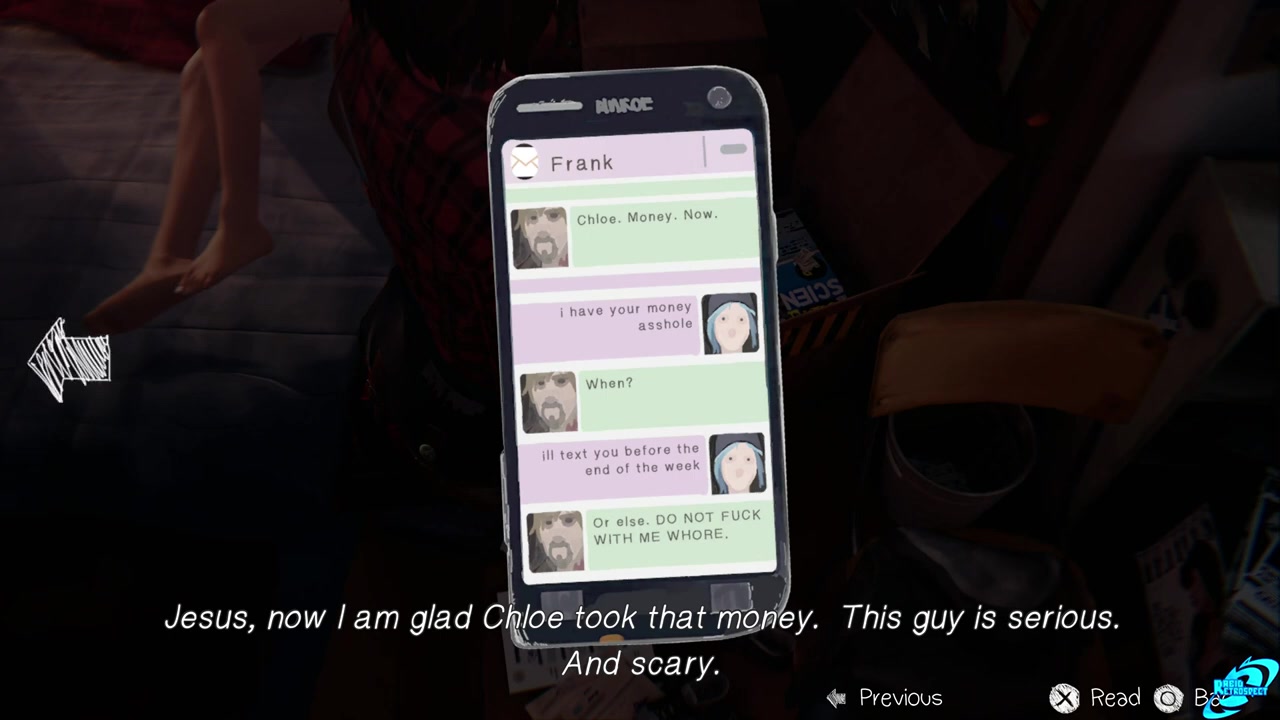 Frank
Chloe. Money. Now.
i have your money
asshole
When?
ill text you before the
end of the week
Or else. DO NOT FUCK
WITH ME WHORE.
SCIEN
Jesus, now I am glad Chloe took that money. This guy is serious.
And scary.
Previous
Read
RETROSPECT